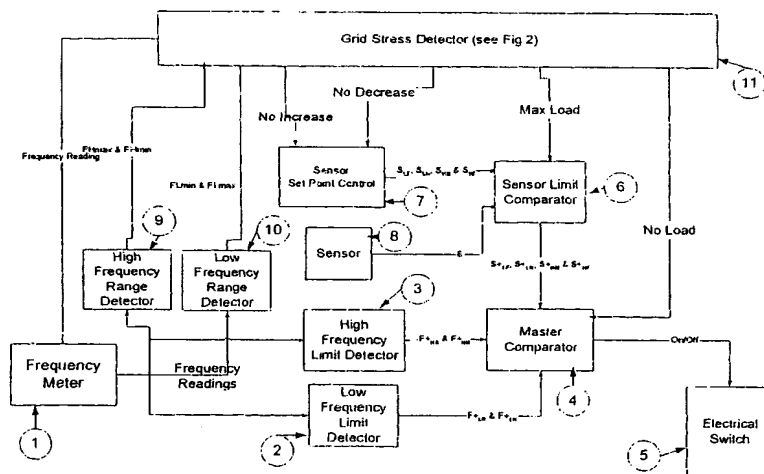 Grid Stress Detector (see Fig 2)
11
No Decrease
No Increase
Max Load
Frequency Reading
FHmax & FHmin
FLmin & FLmax
Sensor
Set Point Control
7
Sensor Limit
Comparator
6
No Load
9
10
8
Sensor
High
Frequency
Range
Detector
Low
Frequency
Range
Detector
3
High
Frequency
Limit Detector
Master
Comparator
On/Off
4
Frequency
Meter
Frequency
Readings
1
Low
Frequency
Limit
Detector
2
Electrical
Switch
5